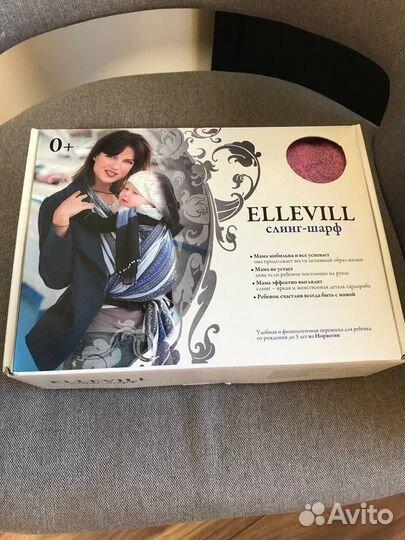 0+
ELLEVILL
слинг-шарф
• Мама мобильна и все успевает
она продолжает вести активный образ жизни
• Мама не устает
даже если ребенок постоянно на руках
• Мама эффектно выглядит
слинг – яркая и женственная деталь гардероба
• Ребенок счастлив всегда быть с мамой
Удобная и физиологичная переноска для ребенка
от рождения до 3 лет из Норвегии
ELLEVILL
Avito